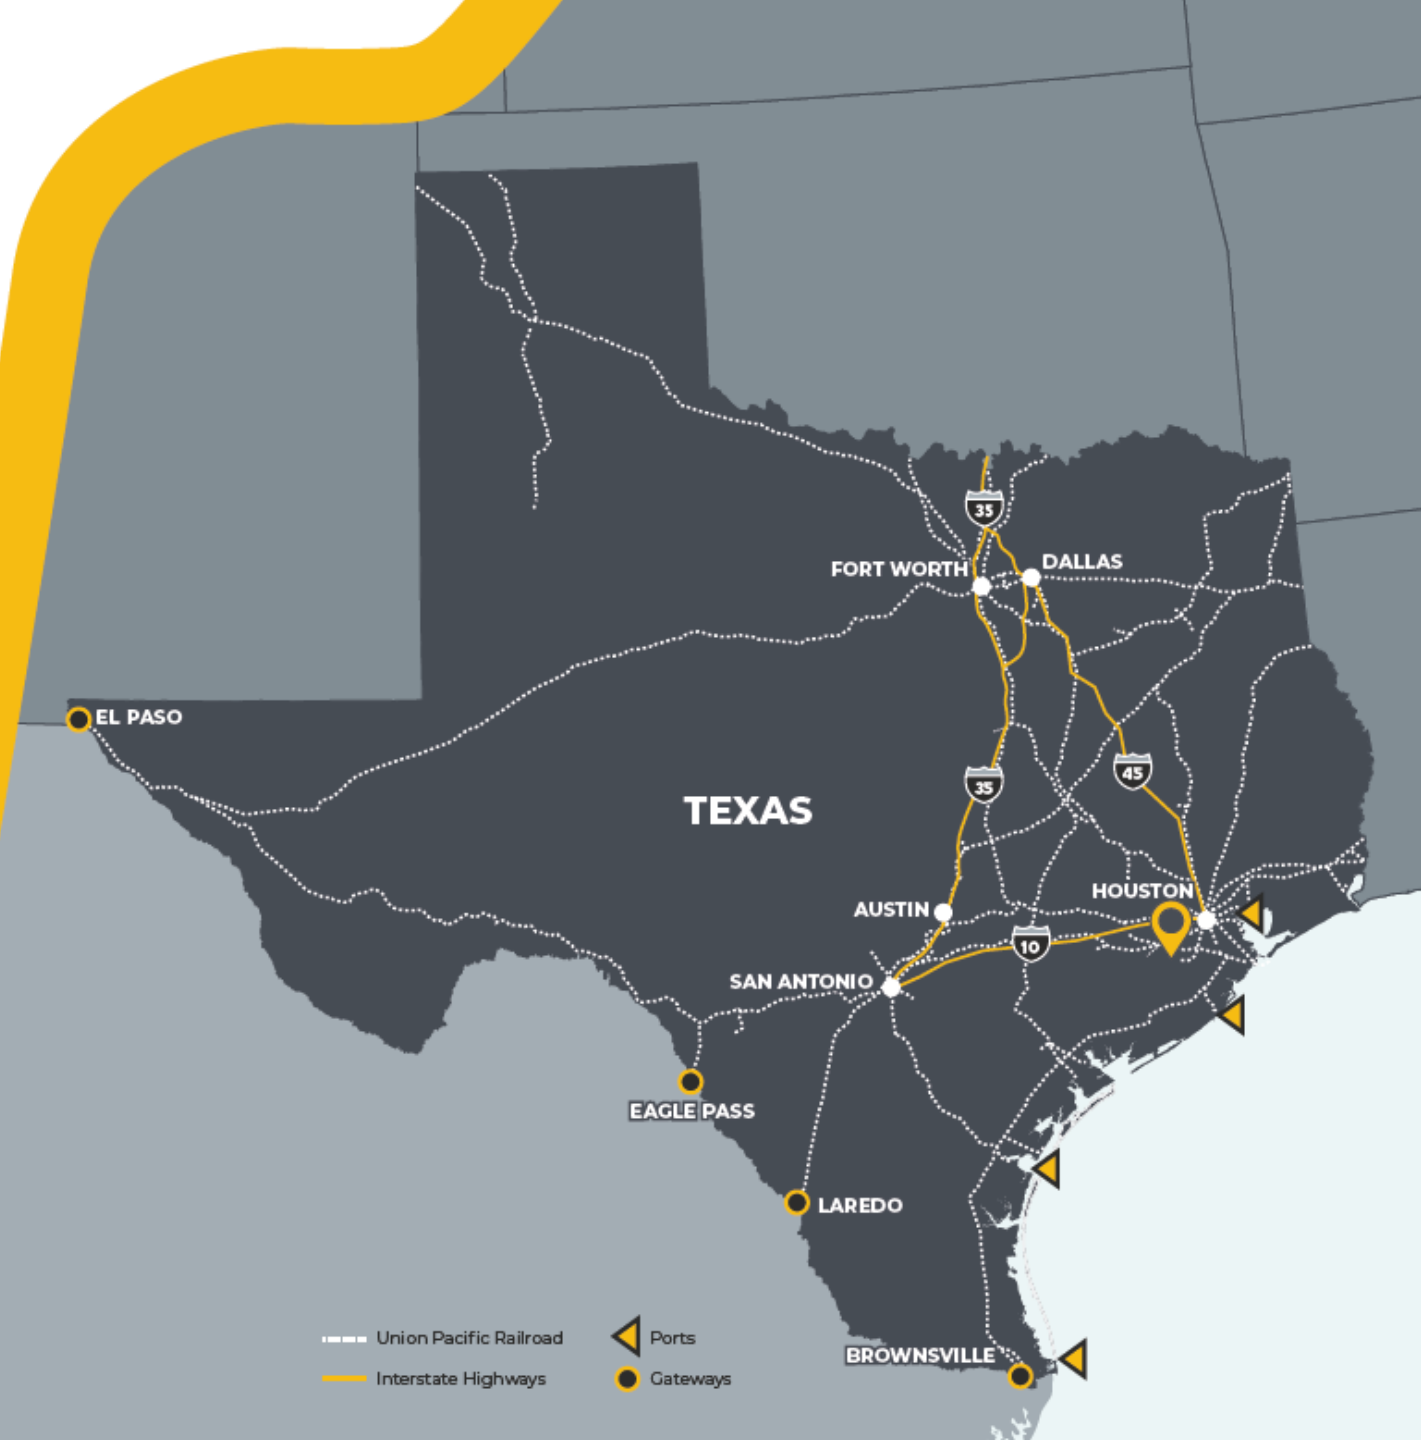 35
FORT WORTH
DALLAS
EL PASO
TEXAS
35
45
HOUSTON
AUSTIN
10
SAN ANTONIO
EAGLE PASS
LAREDO
Union Pacific Railroad
Ports
BROWNSVILLE
Interstate Highways
Gateways